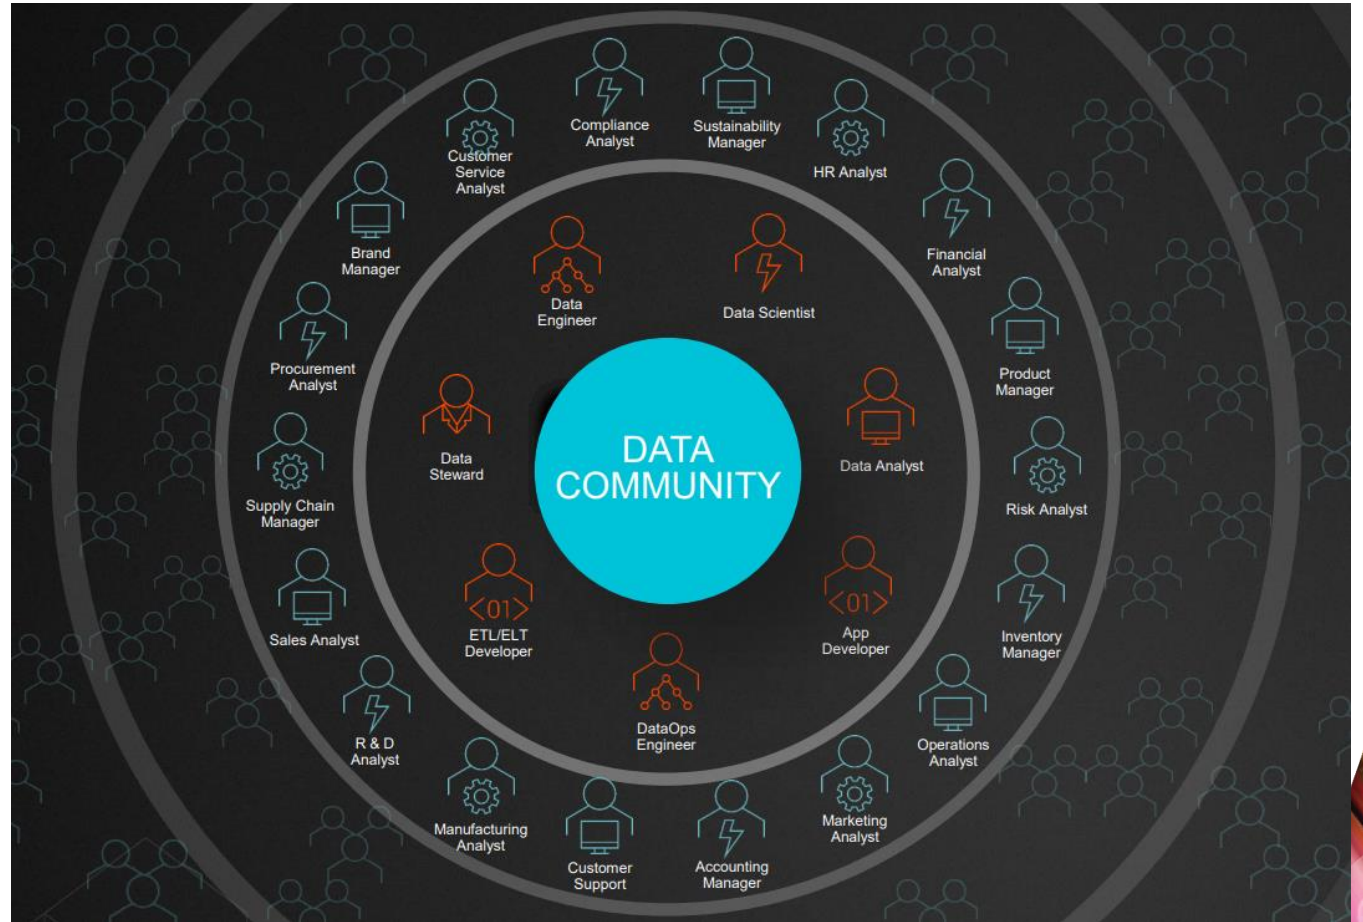 Compliance
Analyst
Sustainability
Manager
Customer
Service
Analyst
HR Analyst
Brand
Manager
Financial
Analyst
Data
Engineer
Data Scientist
Procurement
Analyst
Product
Manager
Data
Steward
DATA
COMMUNITY
Data Analyst
Supply Chain
Manager
Risk Analyst
Sales Analyst
ETL/ELT
Developer
<01>
<01>
App
Developer
Inventory
Manager
R & D
Analyst
DataOps
Engineer
Operations
Analyst
Manufacturing
Analyst
Customer
Support
Accounting
Manager
Marketing
Analyst